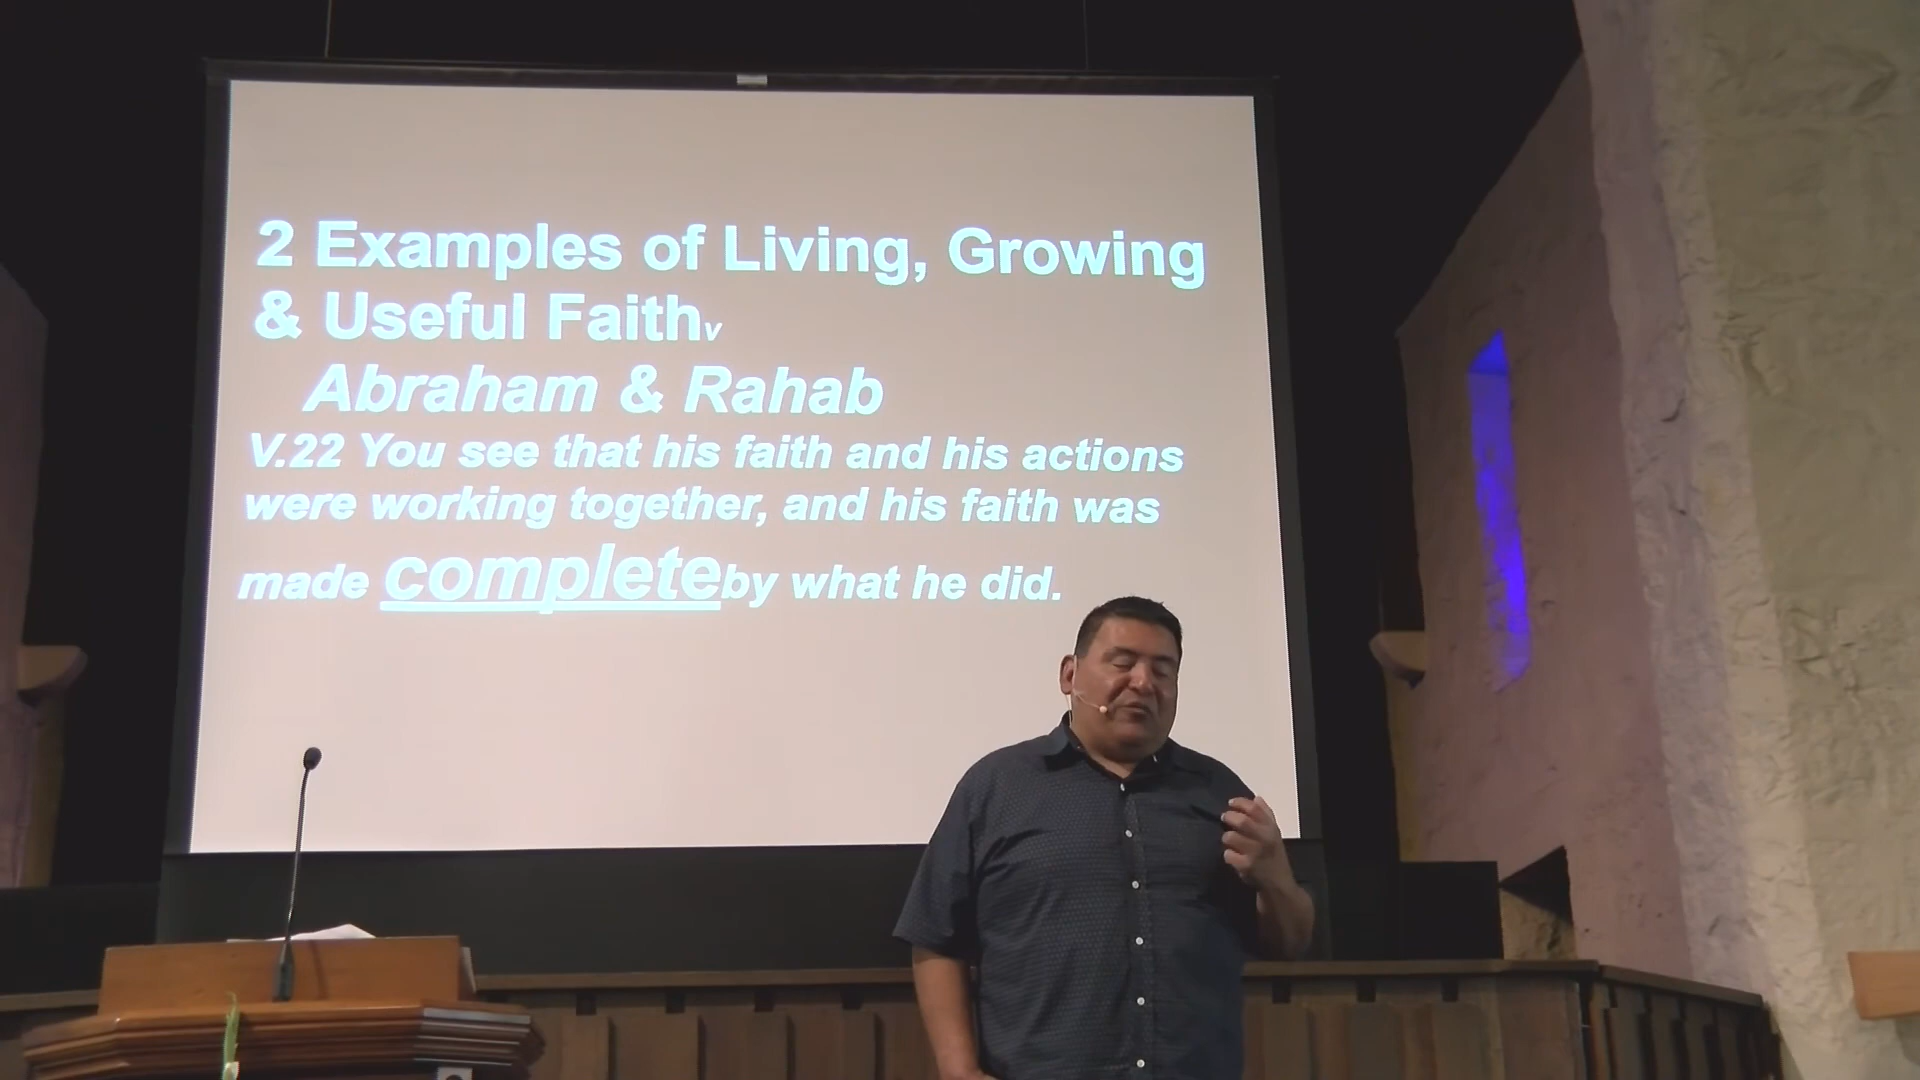 2 Examples of Living, Growing
& Useful Faithv
Abraham & Rahab
V.22 You see that his faith and his actions
were working together, and his faith was
made completeby what he did.